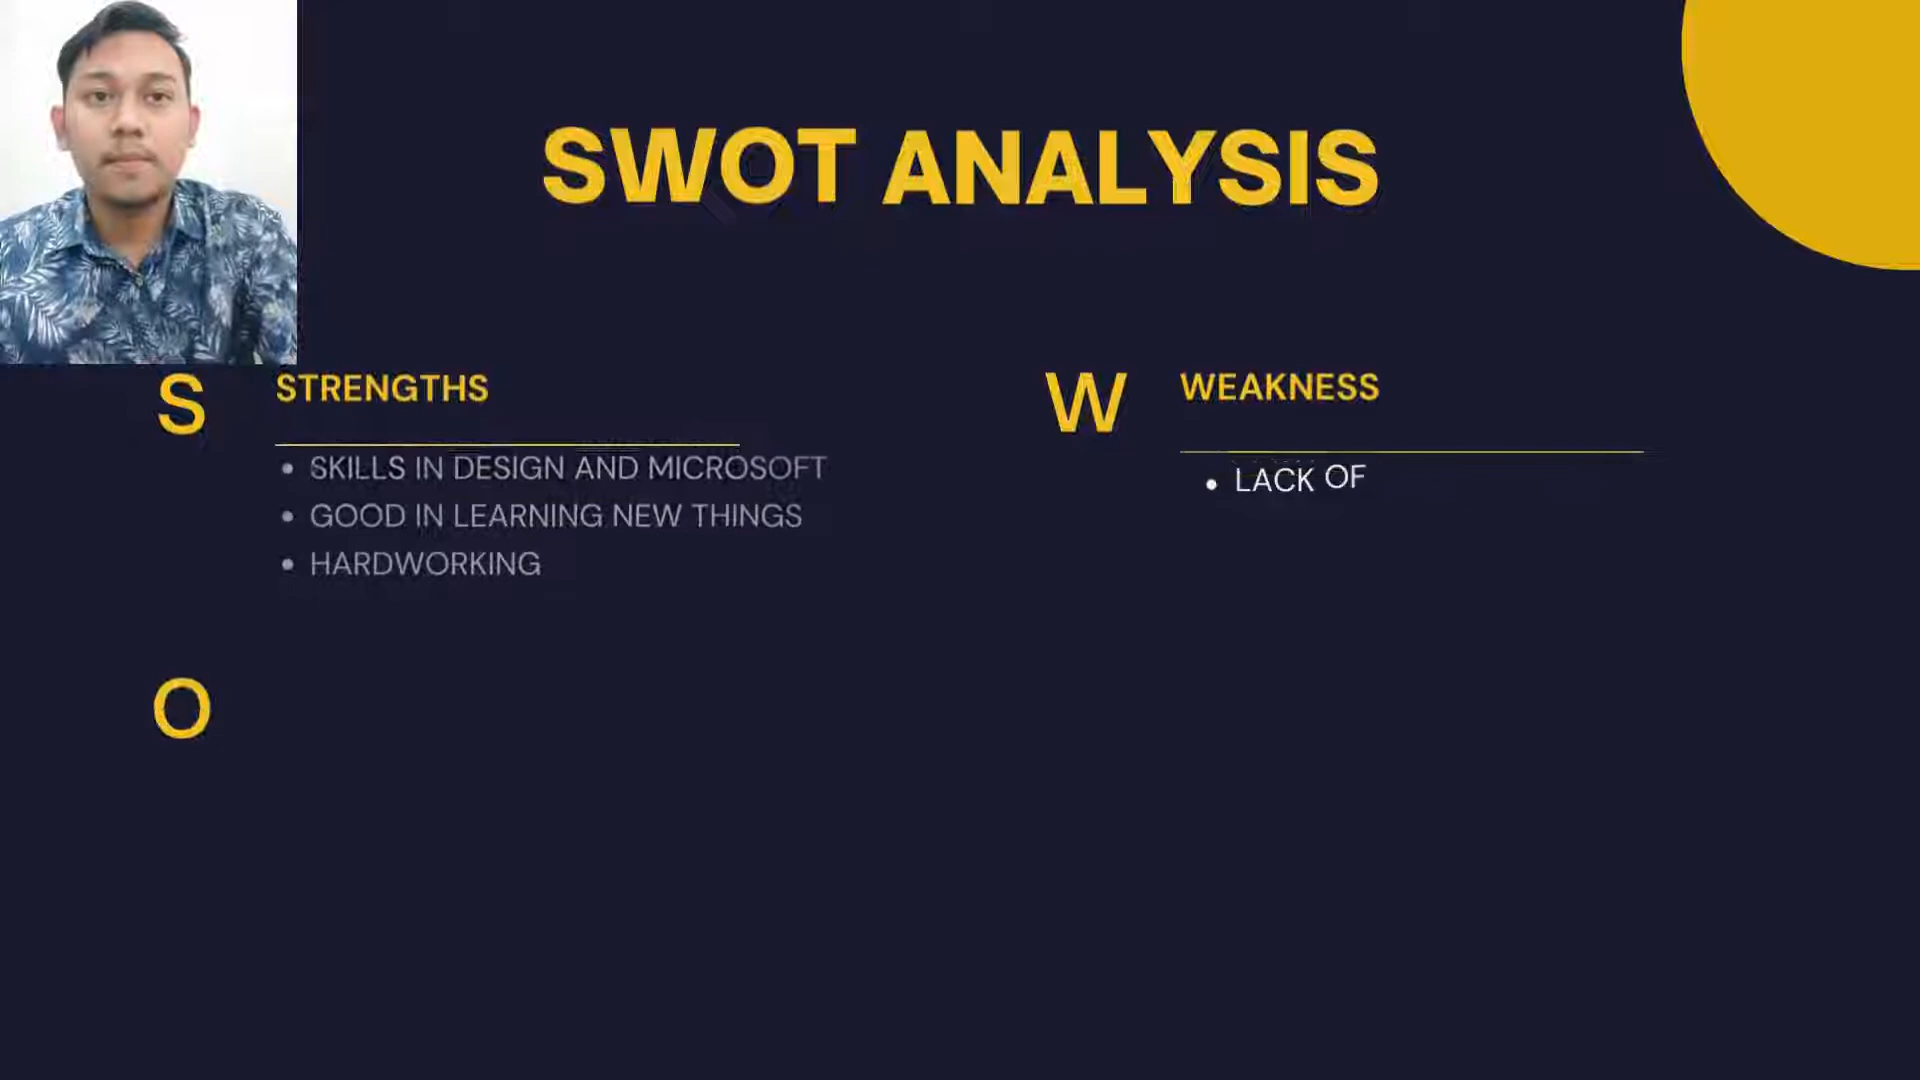 SWOT ANALYSIS
S
STRENGTHS
• SKILLS IN DESIGN AND MICROSOFT
• GOOD IN LEARNING NEW THINGS
• HARDWORKING
W
WEAKNESS
• LACK OF
O